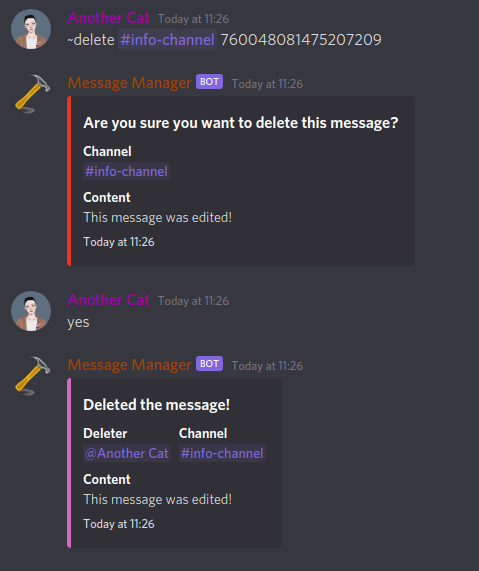 Another Cat Today at 11:26
~delete #info-channel 760048081475207209
Message Manager BOT Today at 11:26
Are you sure you want to delete this message?
Channel
#info-channel
Content
This message was edited!
Today at 11:26
Another Cat Today at 11:26
yes
Message Manager BOT Today at 11:26
Deleted the message!
Deleter Channel
@Another Cat #info-channel
Content
This message was edited!
Today at 11:26